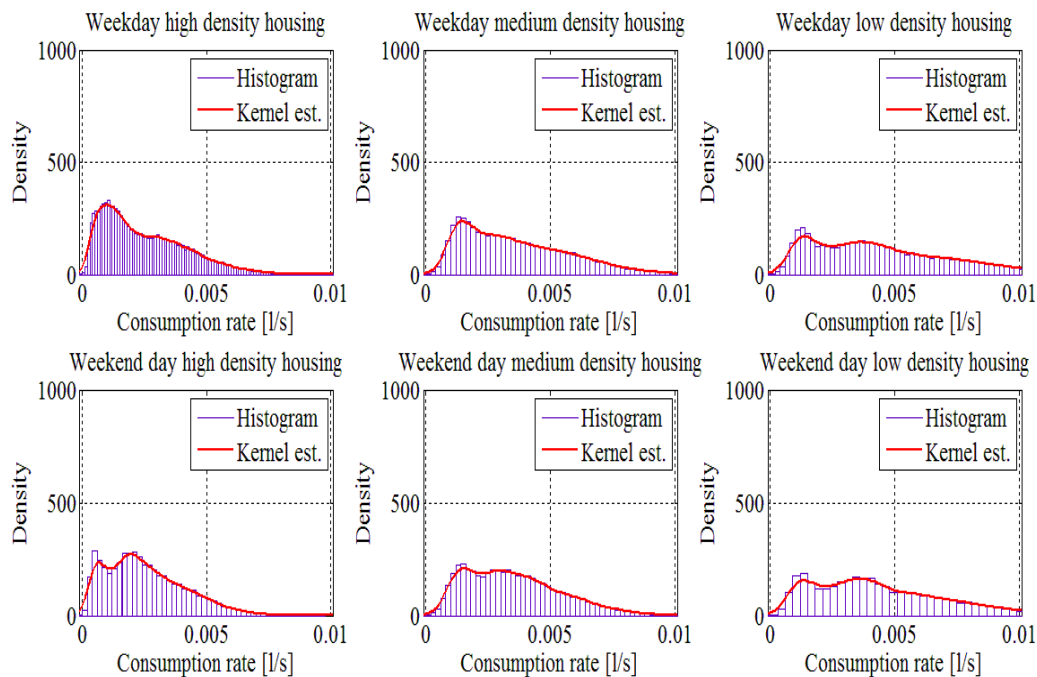 Weekday high density housing
1000
500
0
Density
Histogram
Kernel est.
0 0.005 0.01
Consumption rate [l/s]
Weekday medium density housing
1000
500
0
Density
Histogram
Kernel est.
0 0.005 0.01
Consumption rate [l/s]
Weekday low density housing
1000
500
0
Density
Histogram
Kernel est.
0 0.005 0.01
Consumption rate [l/s]
Weekend day high density housing
1000
500
0
Density
Histogram
Kernel est.
0 0.005 0.01
Consumption rate [l/s]
Weekend day medium density housing
1000
500
0
Density
Histogram
Kernel est.
0 0.005 0.01
Consumption rate [l/s]
Weekend day low density housing
1000
500
0
Density
Histogram
Kernel est.
0 0.005 0.01
Consumption rate [l/s]